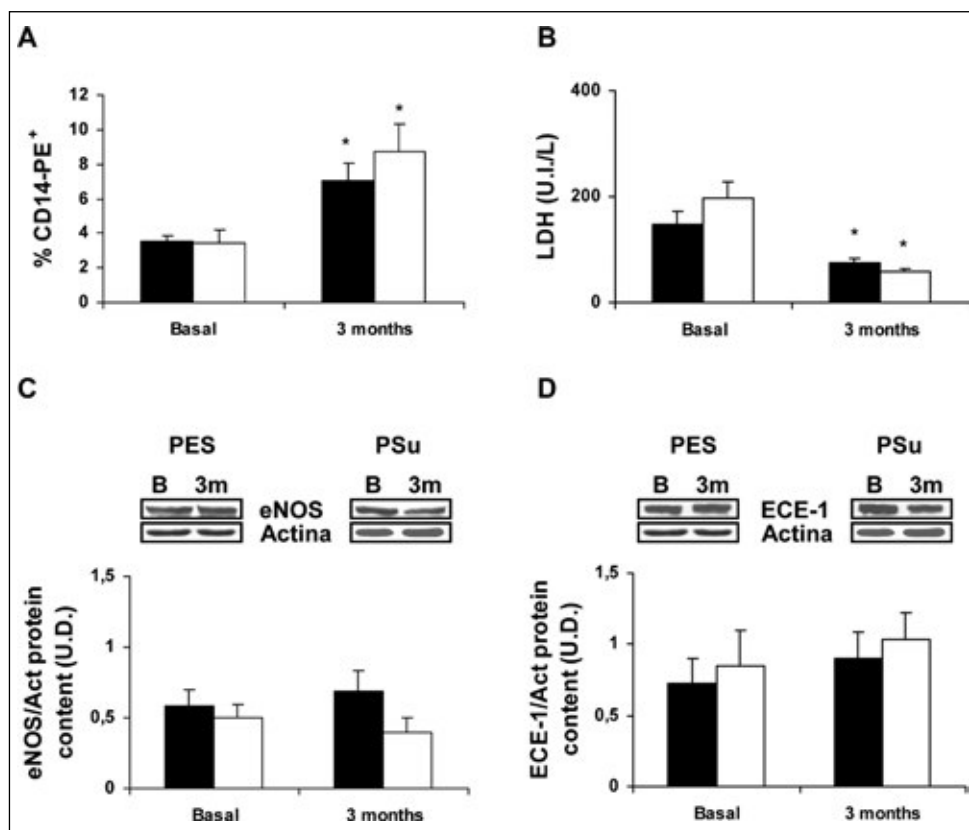 A
% CD14-PE+
12
10
8
6
4
2
0
*
*
Basal
3 months
B
LDH (U.I./L)
400
200
0
*
*
Basal
3 months
C
PES
PSu
B 3m
B 3m
eNOS
Actina
eNOS/Act protein
content (U.D.)
1,5
1
0,5
0
Basal
3 months
D
PES
PSu
B 3m
B 3m
ECE-1
Actina
ECE-1/Act protein
content (U.D.)
1,5
1
0,5
0
Basal
3 months